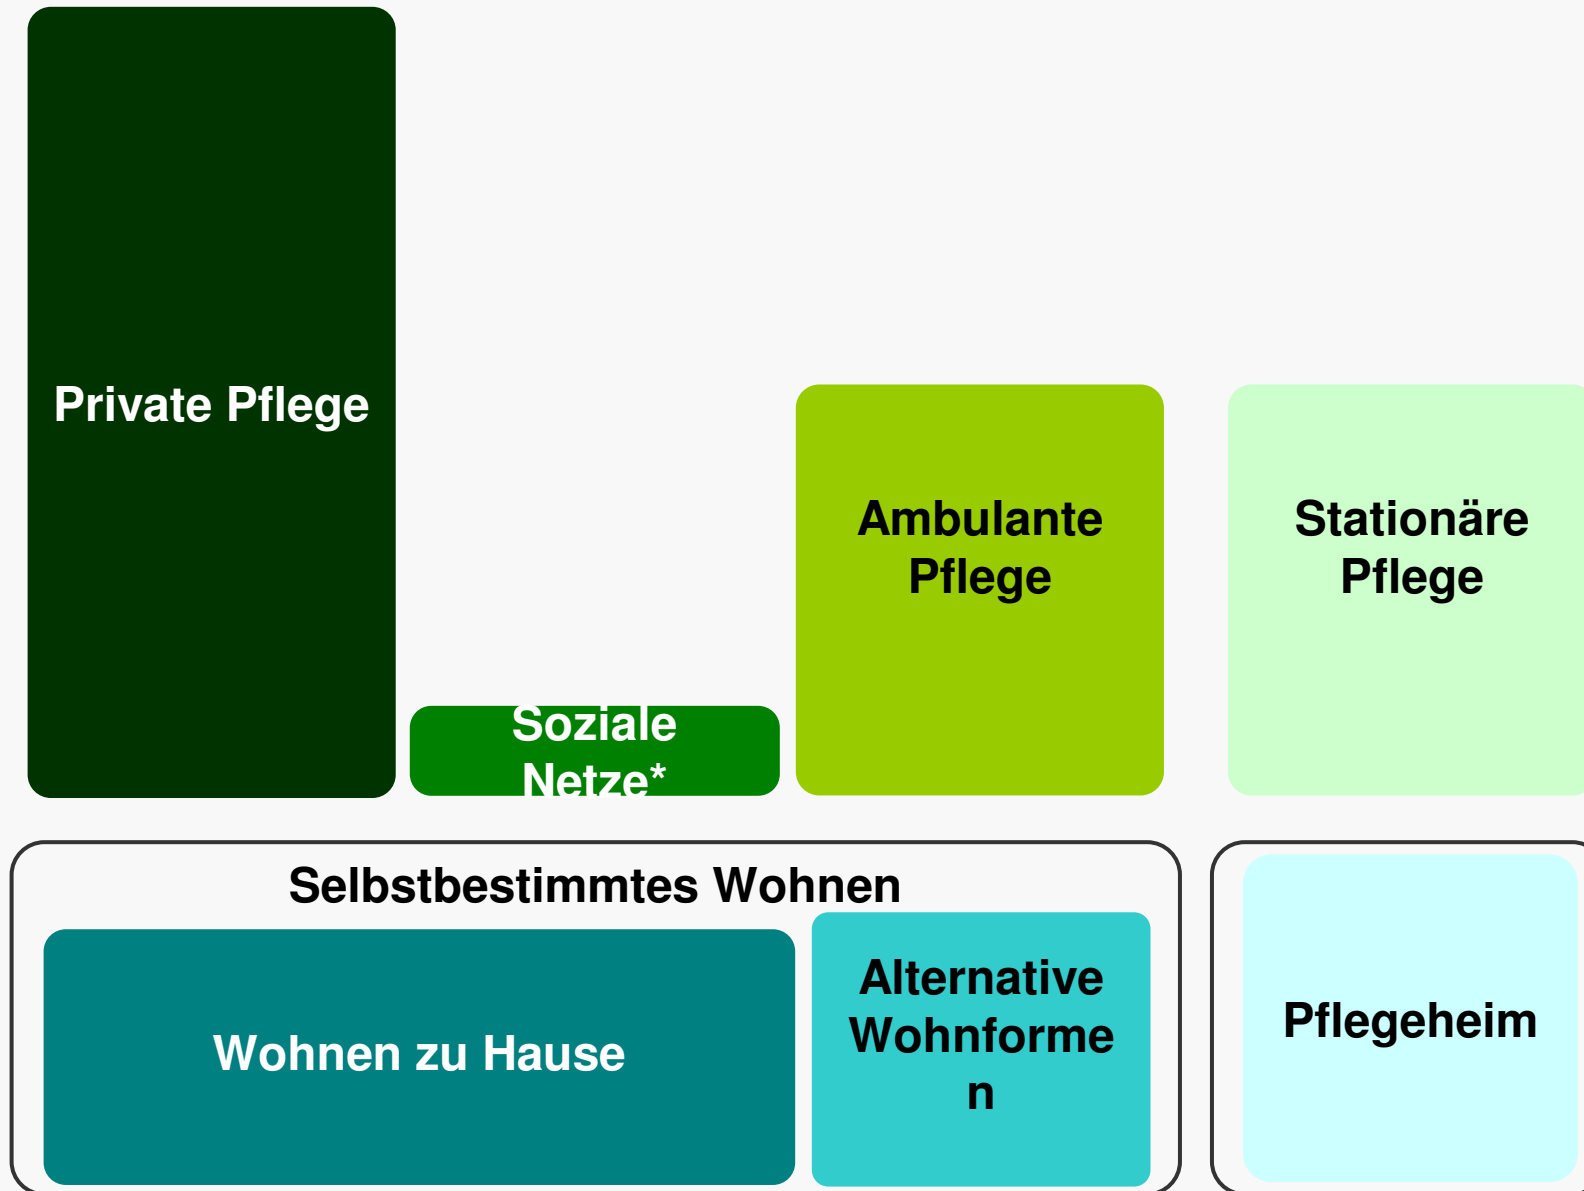 Private Pflege
Soziale
Netze*
Ambulante
Pflege
Stationäre
Pflege
Selbstbestimmtes Wohnen
Wohnen zu Hause
Alternative
Wohnforme
n
Pflegeheim